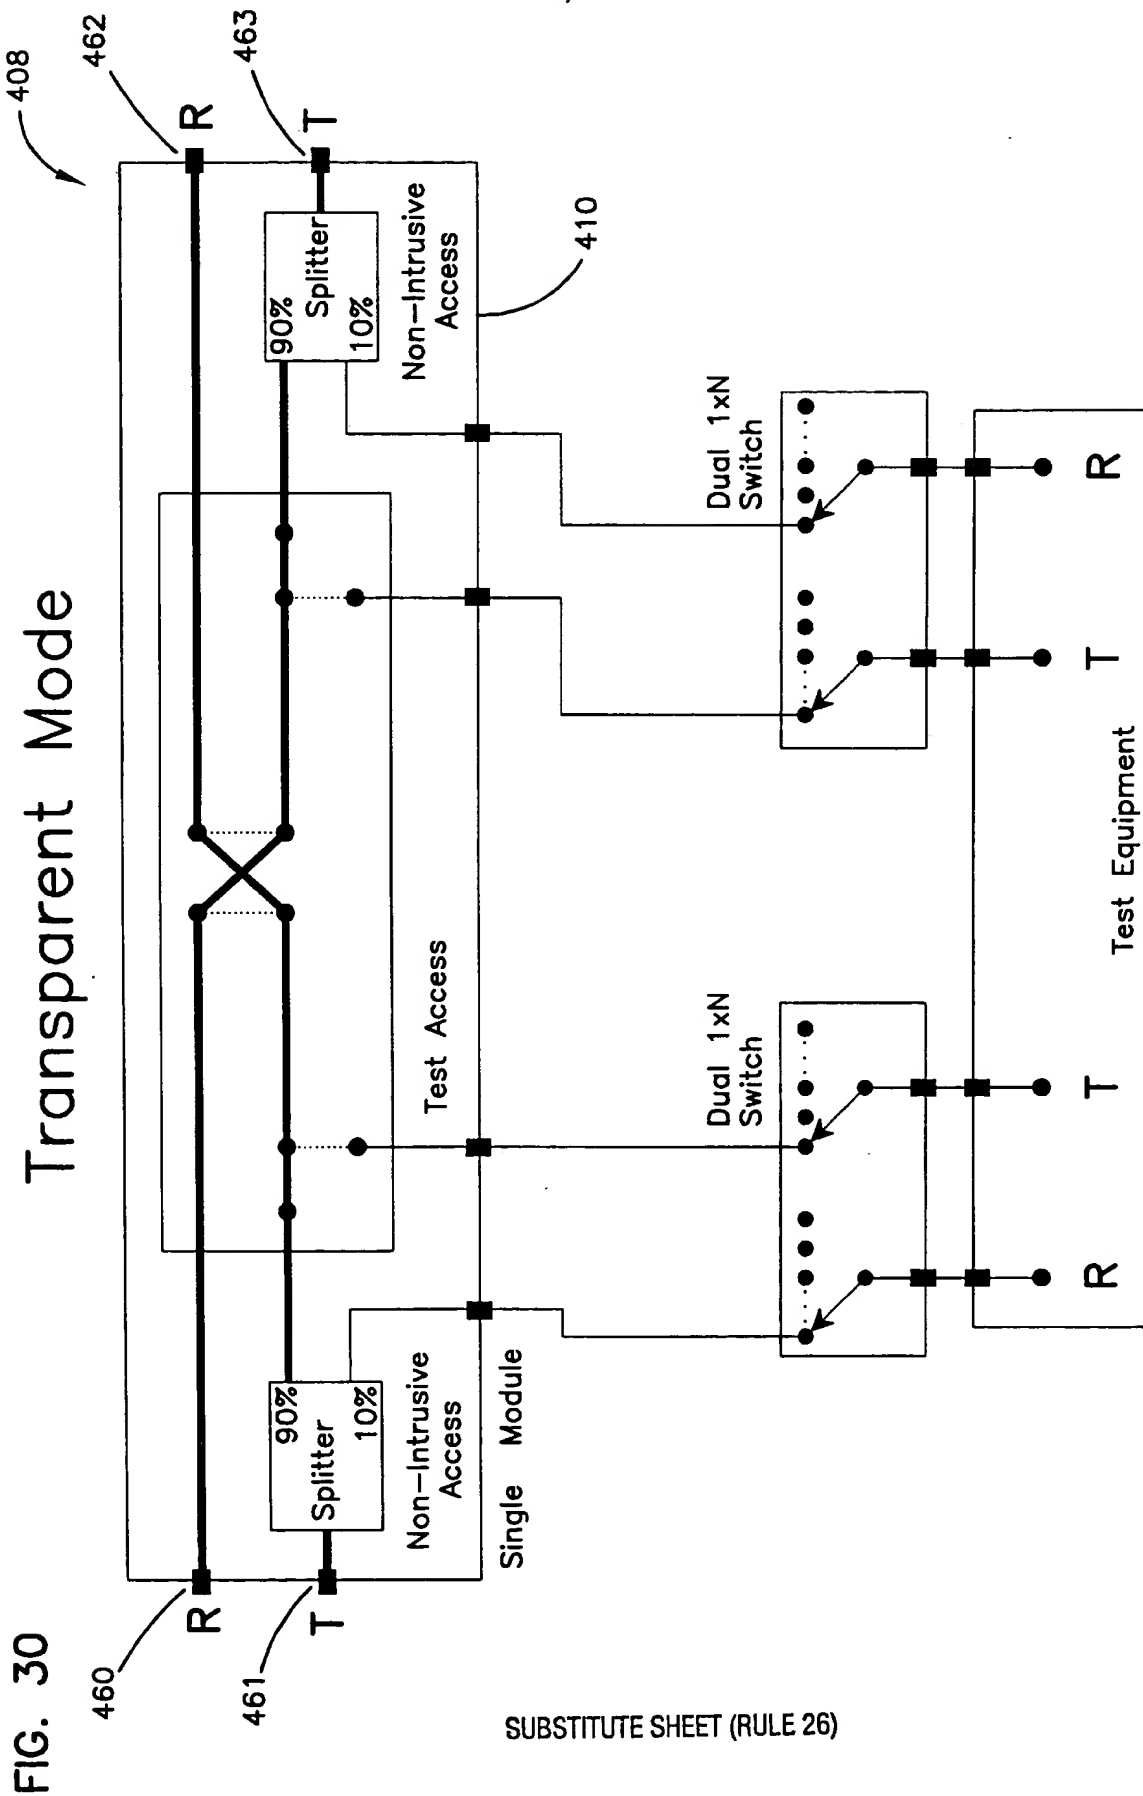 FIG. 30
Transparent Mode
408
460
R
461
T
462
R
463
T
Splitter
90%
10%
Non-Intrusive
Access
Single Module
Test Access
90%
Splitter
10%
Non-Intrusive
Access
410
Dual 1xN
Switch
Dual 1xN
Switch
R
T
T
R
Test Equipment
SUBSTITUTE SHEET (RULE 26)